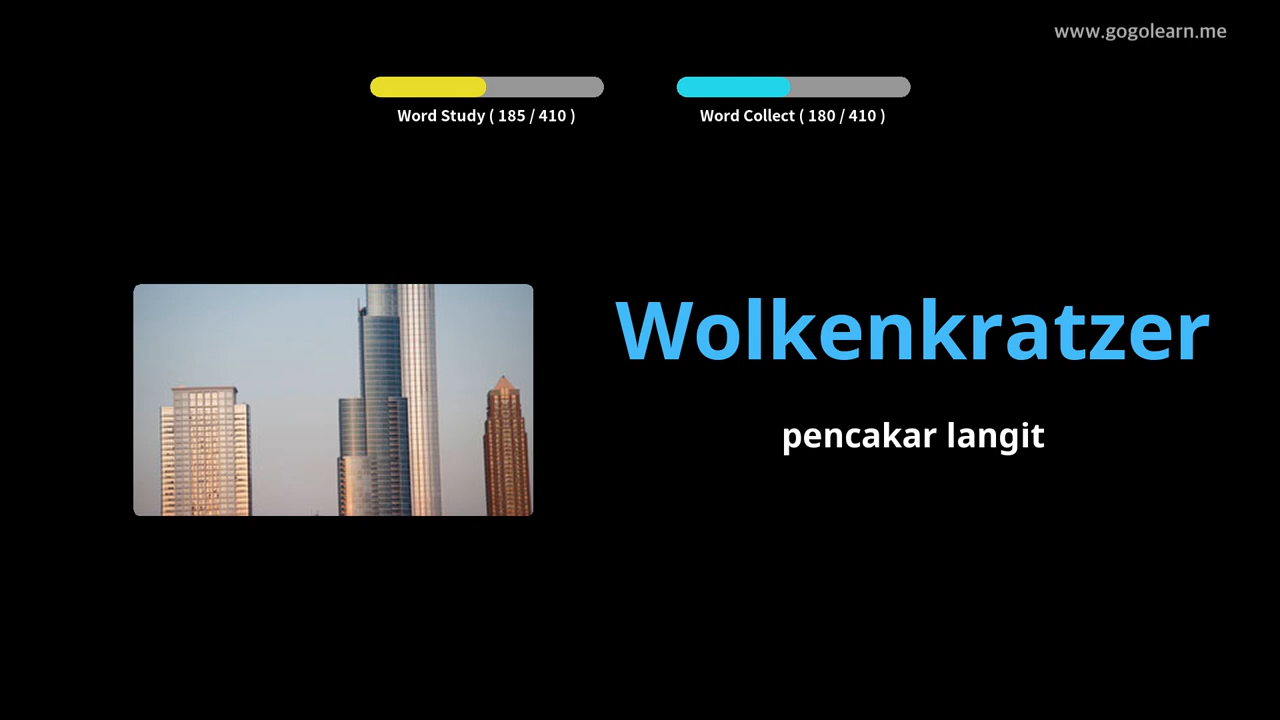 www.gogolearn.me
Word Study ( 185 / 410 )
Word Collect ( 180 / 410 )
Wolkenkratzer
pencakar langit